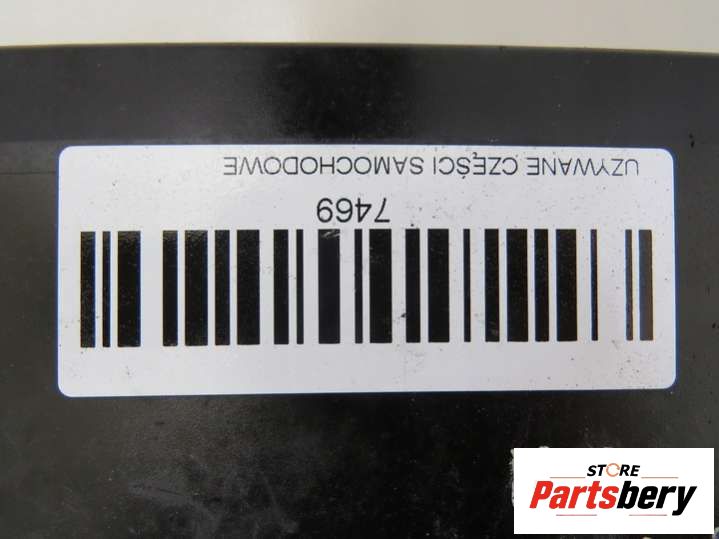 UZYWANE CZĘŚCI SAMOCHODOWE
7469
STORE
Partsbery